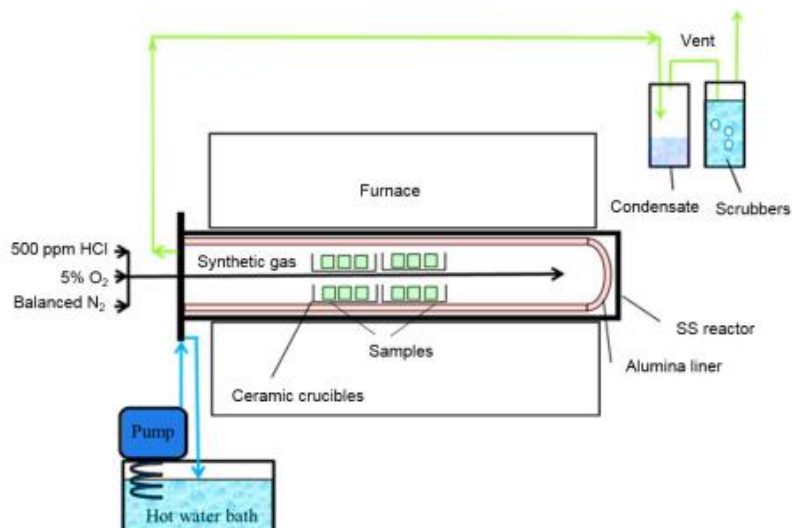 Vent
Furnace
Condensate
Scrubbers
500 ppm HCl
Synthetic gas
5% O₂
Balanced N₂
SS reactor
Samples
Alumina liner
Ceramic crucibles
Pump
Hot water bath